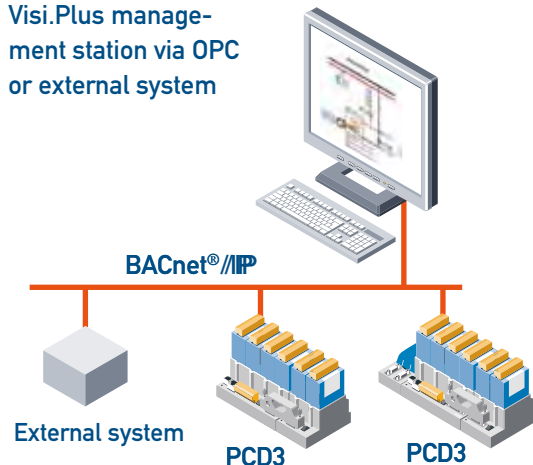 Visi.Plus manage-
ment station via OPC
or external system
BACnet®/IP
External system
PCD3
PCD3